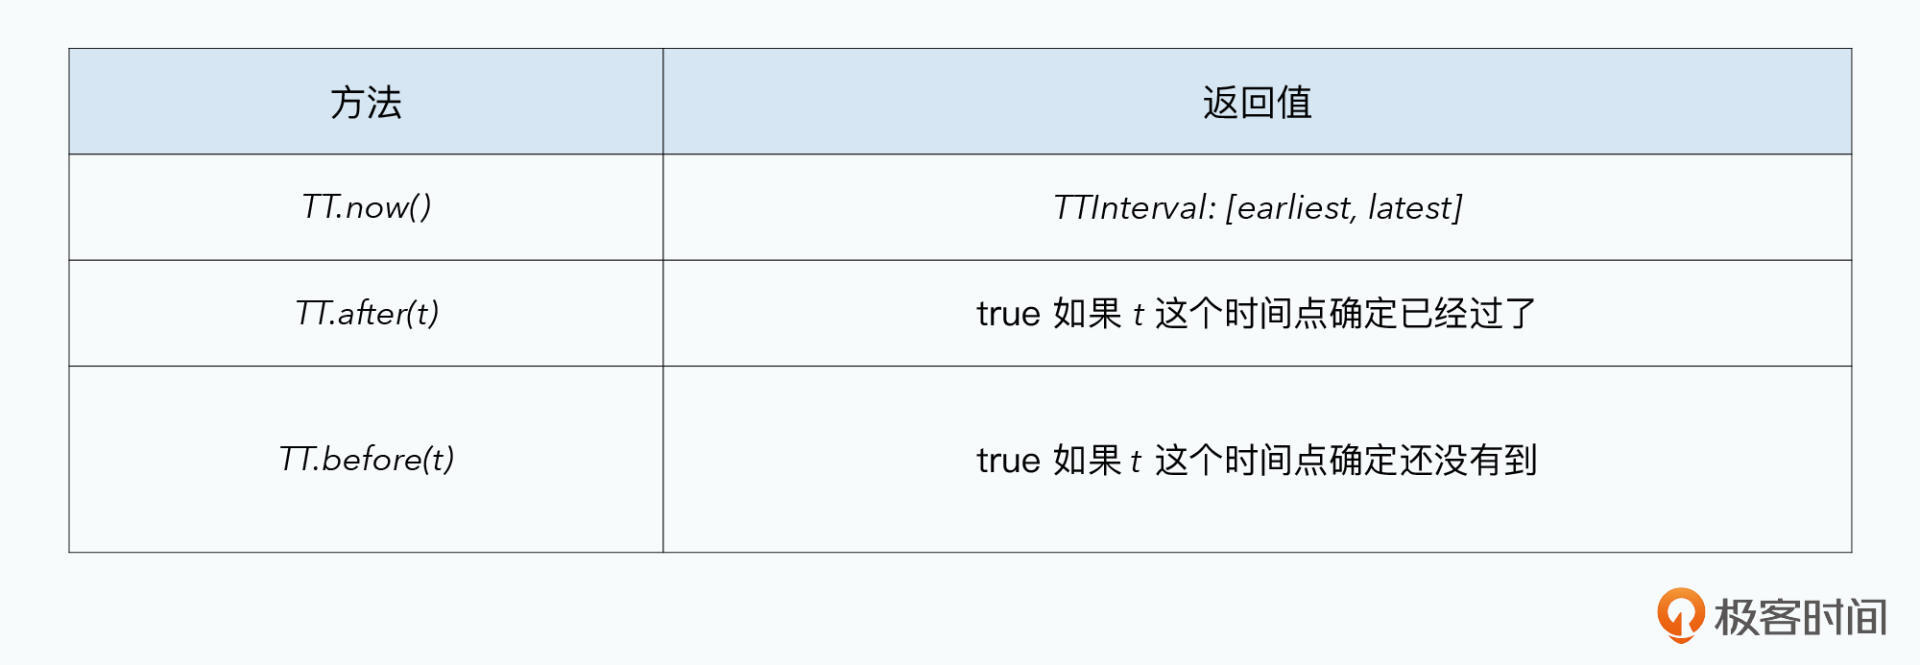 方法 返回值
TT.now() TTInterval: [earliest, latest]
TT.after(t) true 如果 t 这个时间点确定已经过了
TT.before(t) true 如果 t 这个时间点确定还没有到
极客时间